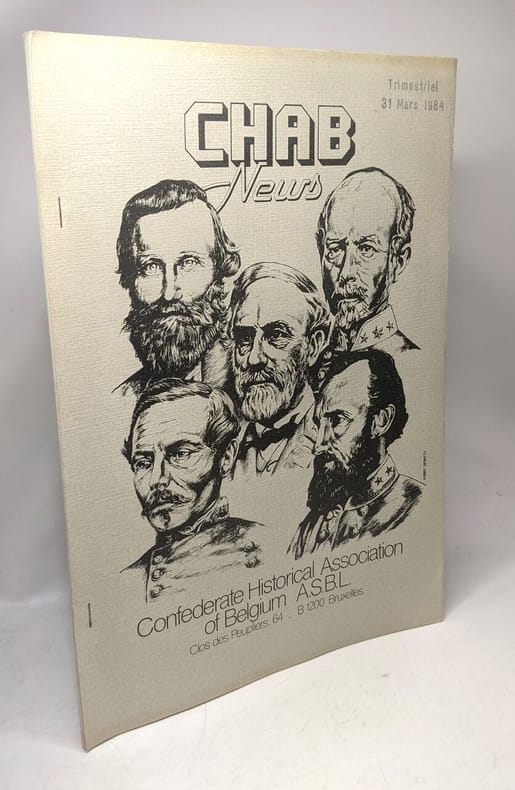 Trimestriel
31 Mars 1984
CHAB
News
Confederate Historical Association
of Belgium A.S.B.L.
Clos des Peupliers, 64 . B 1200 Bruxelles